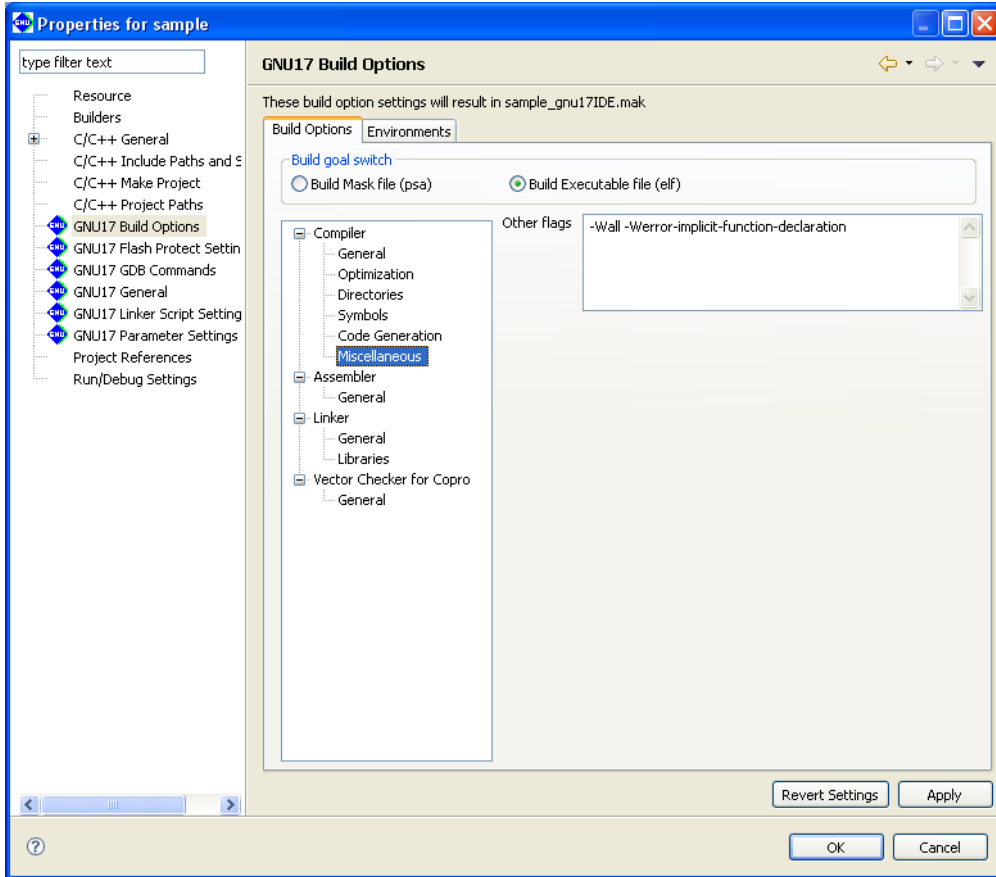 Properties for sample
type filter text
Resource
Builders
C/C++ General
C/C++ Include Paths and S
C/C++ Make Project
C/C++ Project Paths
GNU17 Build Options
GNU17 Flash Protect Settin
GNU17 GDB Commands
GNU17 General
GNU17 Linker Script Setting
GNU17 Parameter Settings
Project References
Run/Debug Settings
GNU17 Build Options
These build option settings will result in sample_gnu17IDE.mak
Build Options Environments
Build goal switch
Build Mask file (psa) Build Executable file (elf)
Compiler
General
Optimization
Directories
Symbols
Code Generation
Miscellaneous
Assembler
General
Linker
General
Libraries
Vector Checker for Copro
General
Other flags -Wall -Werror-implicit-function-declaration
Revert Settings Apply
OK Cancel